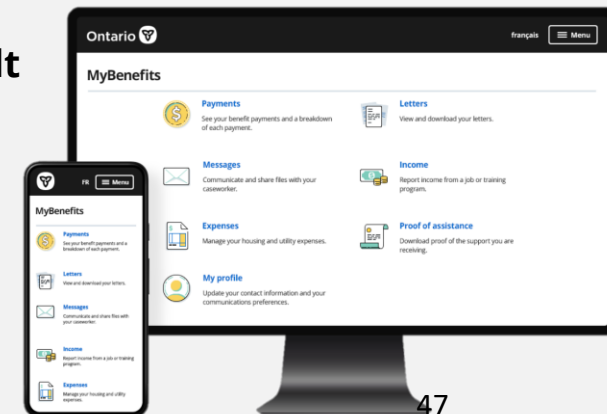 lt
Ontario
français
Menu
MyBenefits
Payments
See your benefit payments and a breakdown
of each payment.
Letters
View and download your letters.
Messages
Communicate and share files with your
caseworker.
Income
Report income from a job or training
program.
Expenses
Manage your housing and utility expenses.
Proof of assistance
Download proof of the support you are
receiving.
My profile
Update your contact information and your
communications preferences.
FR
Menu
MyBenefits
Payments
See your benefit payments and a
breakdown of each payment.
Letters
View and download your letters.
Messages
Communicate and share files with
your caseworker
Income
Report income from a job or training
program.
Expenses
Manage your housing and utility
expenses.
47